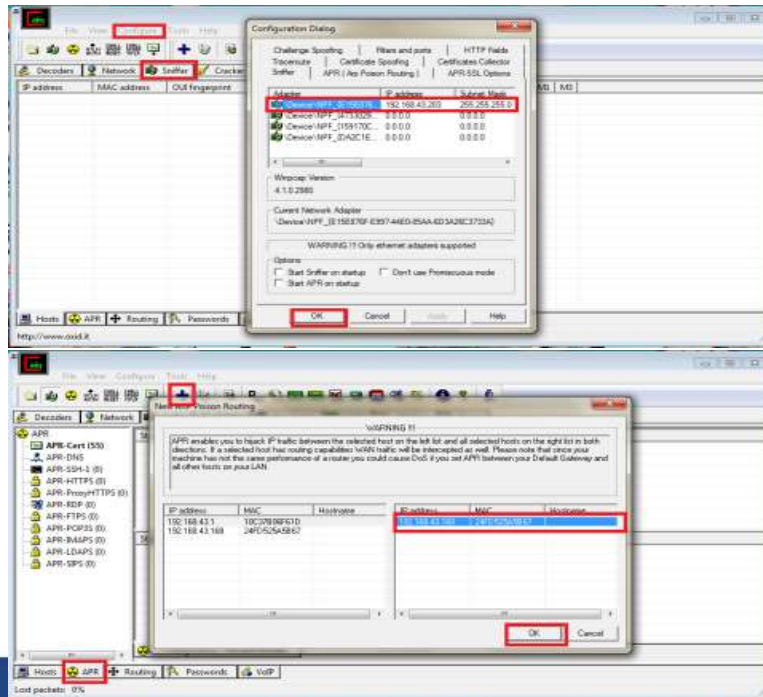 File View Configure Tools Help
Decoders Network Sniffer Cracker
IP address MAC address OUI fingerprint
M1 M3
Configuration Dialog
Challenge Spoofing Filters and ports HTTP Fields
Traceroute Certificate Spoofing Certificates Collector
Sniffer APR (Arp Poison Routing) APR-SSL Options
Adapter IP address Subnet Mask
192.168.43.203 255.255.255.0
0.0.0.0 0.0.0.0
0.0.0.0 0.0.0.0
0.0.0.0 0.0.0.0
Winpcap Version
4.1.0.2980
Current Network Adapter
WARNING !!! Only ethernet adapters supported
Options
Start Sniffer on startup Don't use Promiscuous mode
Start APR on startup
OK Cancel Apply Help
Hosts APR Routing Passwords
http://www.oxid.it
File View Configure Tools Help
Decoders Network
New ARP Poison Routing
WARNING !!!
APR enables you to hijack IP traffic between the selected host on the left list and all selected hosts on the right list in both
directions. If a selected host has routing capabilities WAN traffic will be intercepted as well. Please note that since your
machine has not the same performance of a router you could cause DoS if you set APR between your Default Gateway and
all other hosts on your LAN.
APR
APR-Cert (55)
APR-DNS
APR-SSH-1 (0)
APR-HTTPS (0)
APR-ProxyHTTPS (0)
APR-RDP (0)
APR-FTPS (0)
APR-POP3S (0)
APR-IMAPS (0)
APR-LDAPS (0)
APR-SIPS (0)
IP address MAC Hostname
192.168.43.1
192.168.43.168 24FD525A5B67
IP address MAC Hostname
192.168.43.168 24FD525A5B67
OK Cancel
Hosts APR Routing Passwords VoIP
Lost packets: 0%